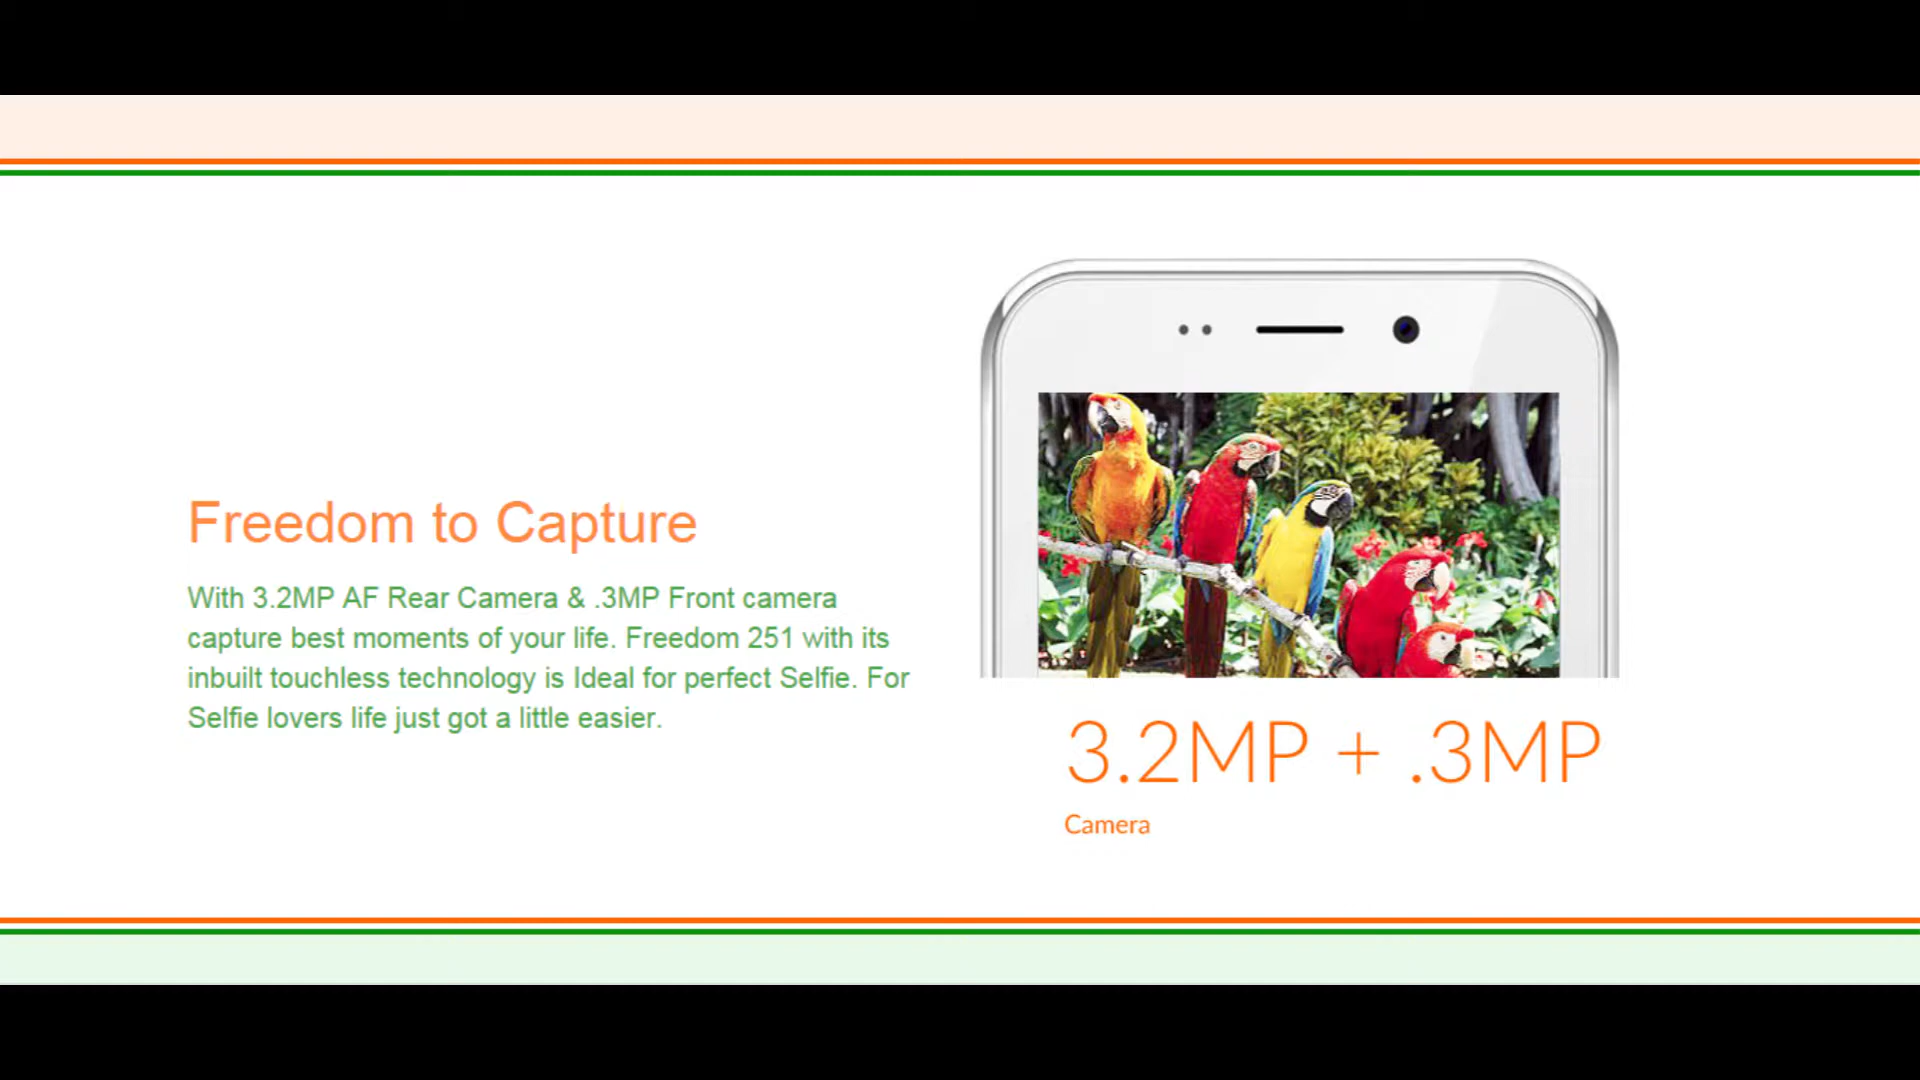 Freedom to Capture
With 3.2MP AF Rear Camera & .3MP Front camera
capture best moments of your life. Freedom 251 with its
inbuilt touchless technology is Ideal for perfect Selfie. For
Selfie lovers life just got a little easier.
3.2MP + .3MP
Camera